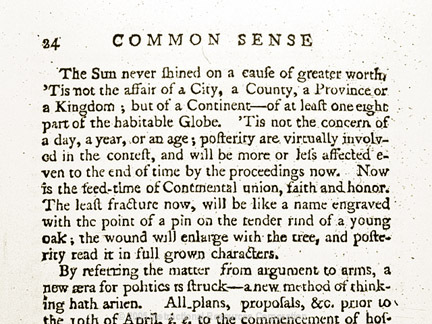 24 COMMON SENSE
The Sun never ſhined on a cauſe of greater worth,
'Tis not the affair of a City, a County, a Province or
a Kingdom ; but of a Continent—of at leaſt one eight
part of the habitable Globe. 'Tis not the concern of
a day, a year, or an age ; poſterity are virtually involv-
ed in the conteſt, and will be more or leſs affected e-
ven to the end of time by the proceedings now. Now
is the ſeed-time of Continental union, faith and honor.
The leaſt fracture now, will be like a name engraved
with the point of a pin on the tender rind of a young
oak ; the wound will enlarge with the tree, and poſte-
rity read it in full grown characters.
By referring the matter from argument to arms, a
new æra for politics is ſtruck—a new method of think-
ing hath ariſen. All plans, propoſals, &c. prior to
the 19th of April, i. e. to the commencement of hoſ-